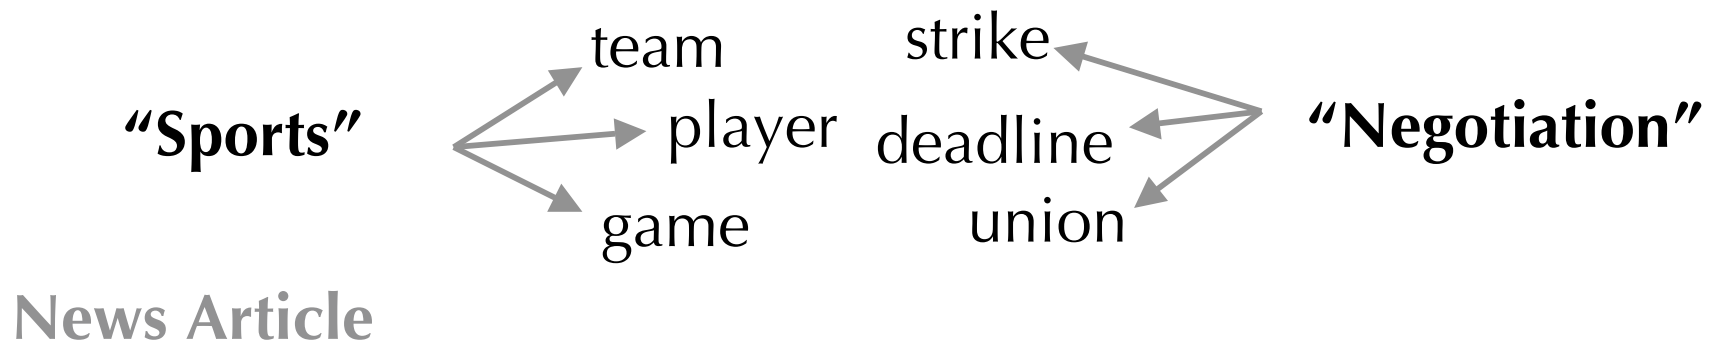 team
strike
“Sports”
player
deadline
“Negotiation”
game
union
News Article